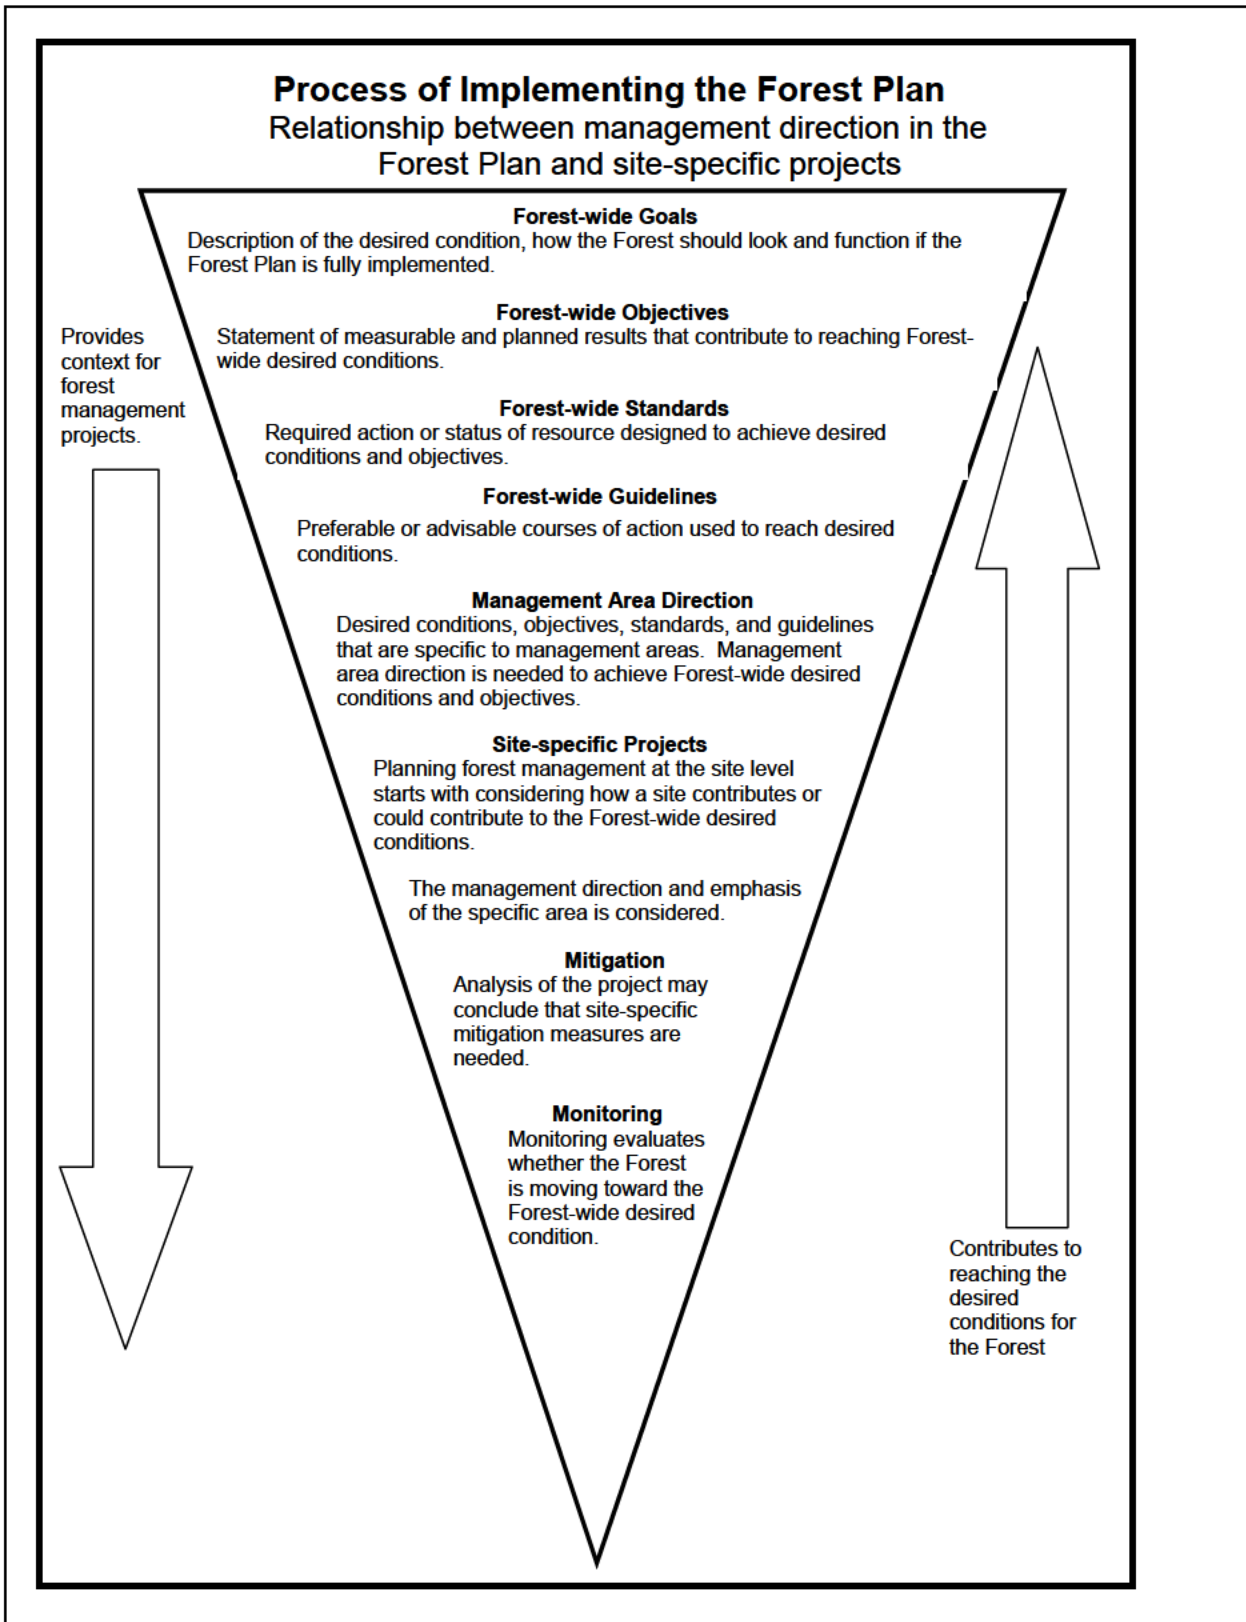 Process of Implementing the Forest Plan
Relationship between management direction in the
Forest Plan and site-specific projects
Forest-wide Goals
Description of the desired condition, how the Forest should look and function if the
Forest Plan is fully implemented.
Forest-wide Objectives
Statement of measurable and planned results that contribute to reaching Forest-
wide desired conditions.
Provides
context for
forest
management
projects.
Forest-wide Standards
Required action or status of resource designed to achieve desired
conditions and objectives.
Forest-wide Guidelines
Preferable or advisable courses of action used to reach desired
conditions.
Management Area Direction
Desired conditions, objectives, standards, and guidelines
that are specific to management areas.  Management
area direction is needed to achieve Forest-wide desired
conditions and objectives.
Site-specific Projects
Planning forest management at the site level
starts with considering how a site contributes or
could contribute to the Forest-wide desired
conditions.
The management direction and emphasis
of the specific area is considered.
Mitigation
Analysis of the project may
conclude that site-specific
mitigation measures are
needed.
Monitoring
Monitoring evaluates
whether the Forest
is moving toward the
Forest-wide desired
condition.
Contributes to
reaching the
desired
conditions for
the Forest